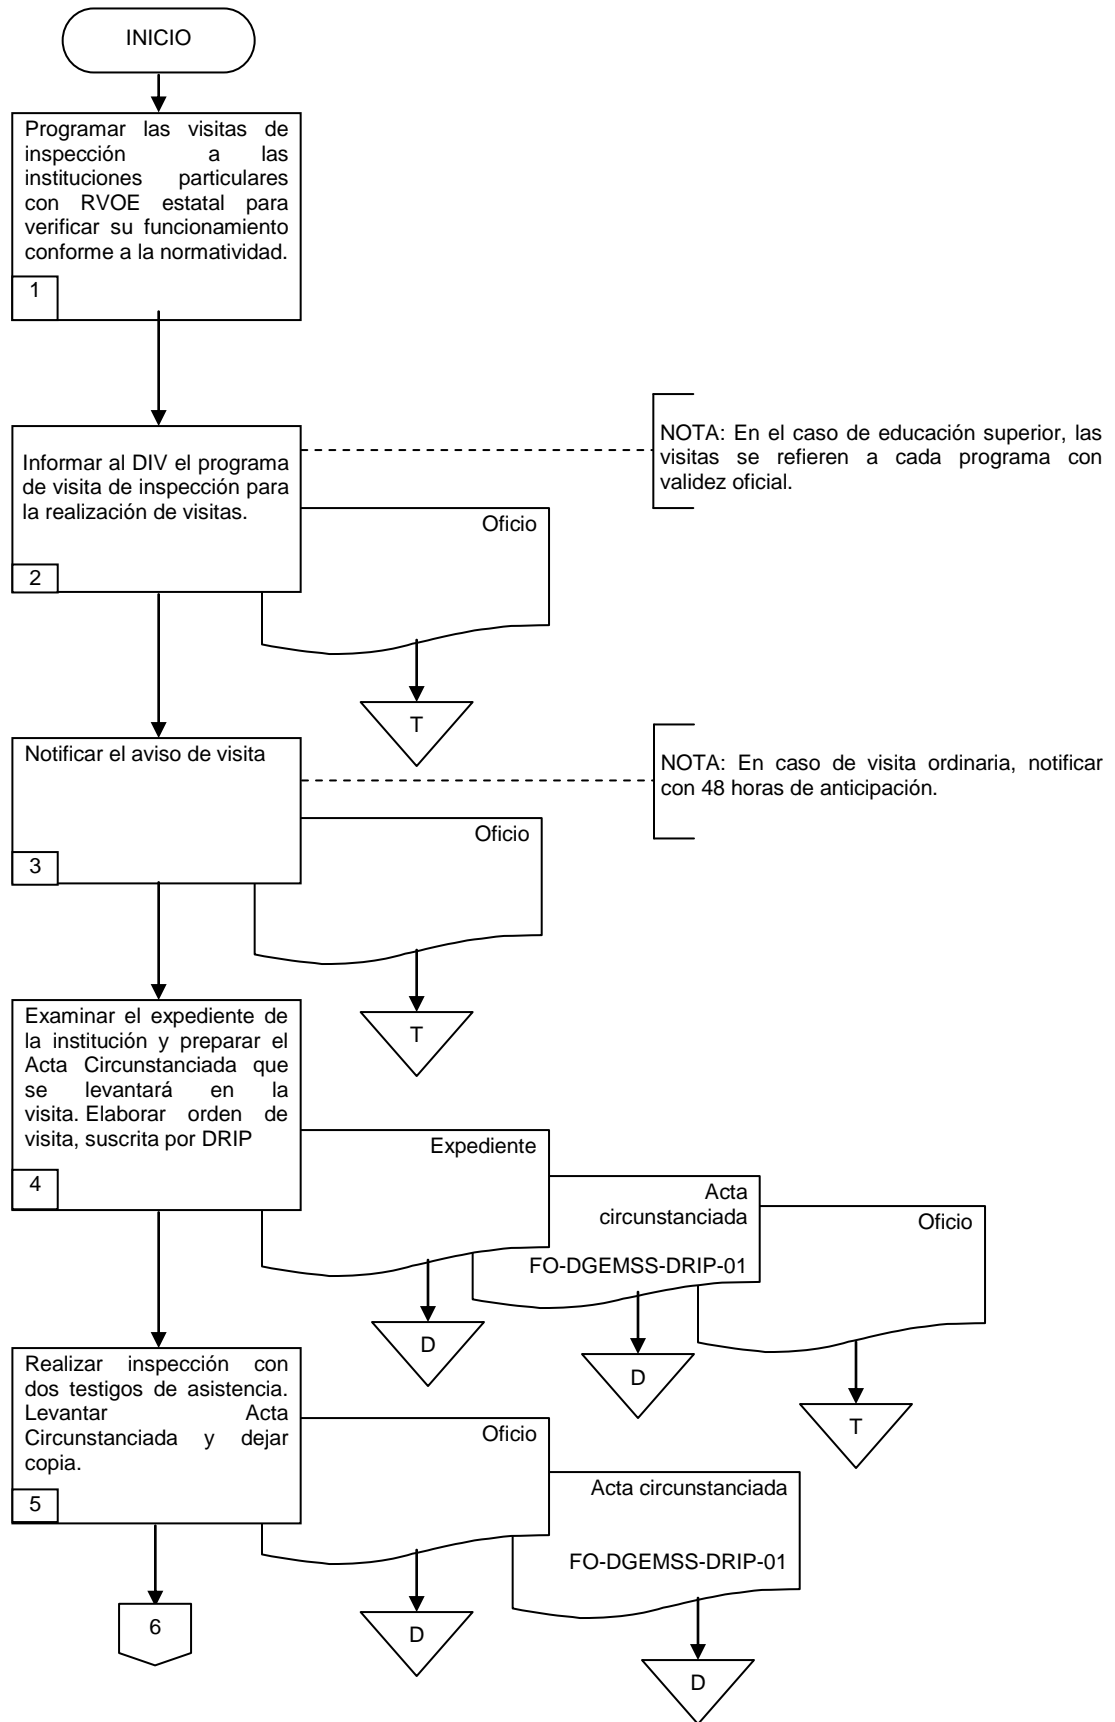 INICIO
Programar las visitas de
inspección a las
instituciones particulares
con RVOE estatal para
verificar su funcionamiento
conforme a la normatividad.
1
Informar al DIV el programa
de visita de inspección para
la realización de visitas.
2
NOTA: En el caso de educación superior, las
visitas se refieren a cada programa con
validez oficial.
Oficio
T
Notificar el aviso de visita
3
NOTA: En caso de visita ordinaria, notificar
con 48 horas de anticipación.
Oficio
T
Examinar el expediente de
la institución y preparar el
Acta Circunstanciada que
se levantará en la
visita. Elaborar orden de
visita, suscrita por DRIP
4
Expediente
D
Acta
circunstanciada
FO-DGEMSS-DRIP-01
D
Oficio
T
Realizar inspección con
dos testigos de asistencia.
Levantar Acta
Circunstanciada y dejar
copia.
5
Oficio
D
Acta circunstanciada
FO-DGEMSS-DRIP-01
D
6